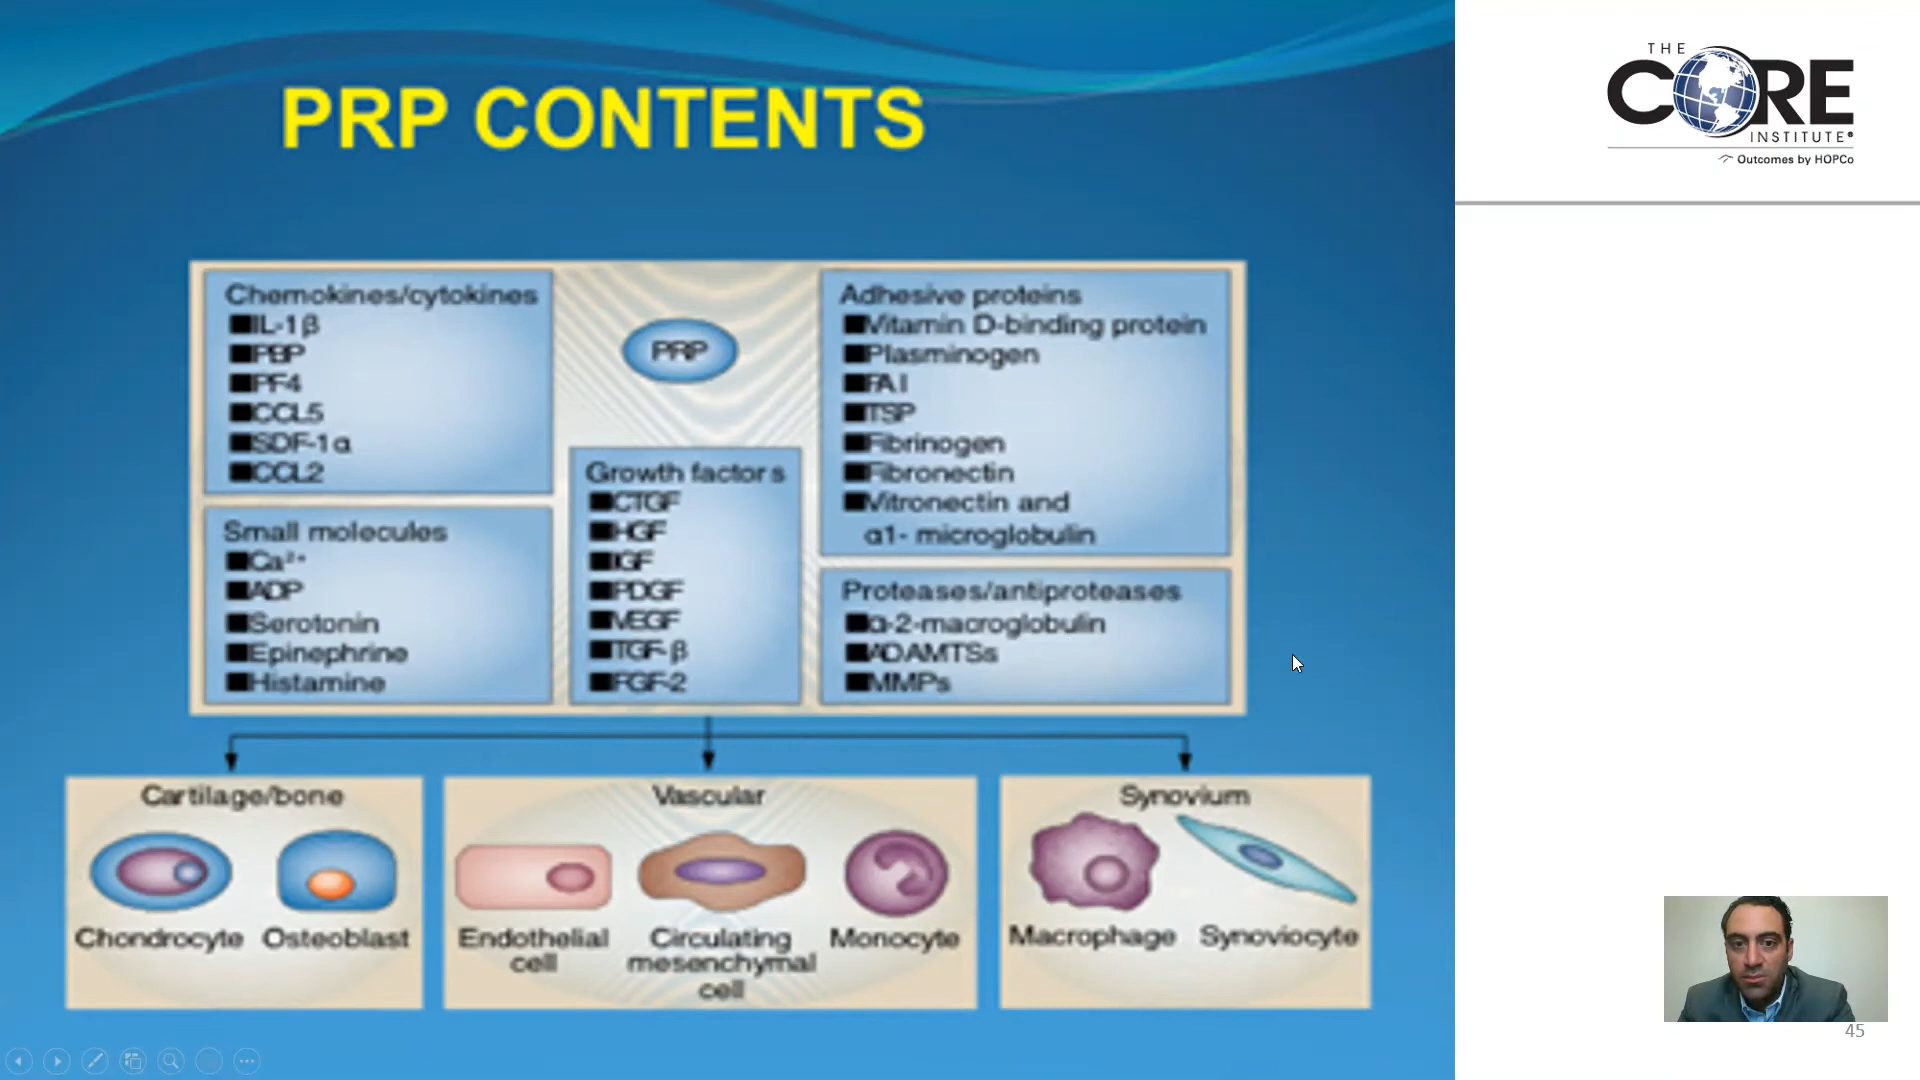 PRP CONTENTS
THE
CORE
INSTITUTE®
Outcomes by HOPCo
Chemokines/cytokines
IL-1β
PBP
PF4
CCL5
SDF-1α
CCL2
Small molecules
Ca²⁺
ADP
Serotonin
Epinephrine
Histamine
PRP
Growth factors
CTGF
HGF
IGF
PDGF
VEGF
TGF-β
FGF-2
Adhesive proteins
Vitamin D-binding protein
Plasminogen
PAI
TSP
Fibrinogen
Fibronectin
Vitronectin and
α1- microglobulin
Proteases/antiproteases
α-2-macroglobulin
ADAMTSs
MMPs
Cartilage/bone
Chondrocyte
Osteoblast
Vascular
Endothelial
cell
Circulating
mesenchymal
cell
Monocyte
Synovium
Macrophage
Synoviocyte
45